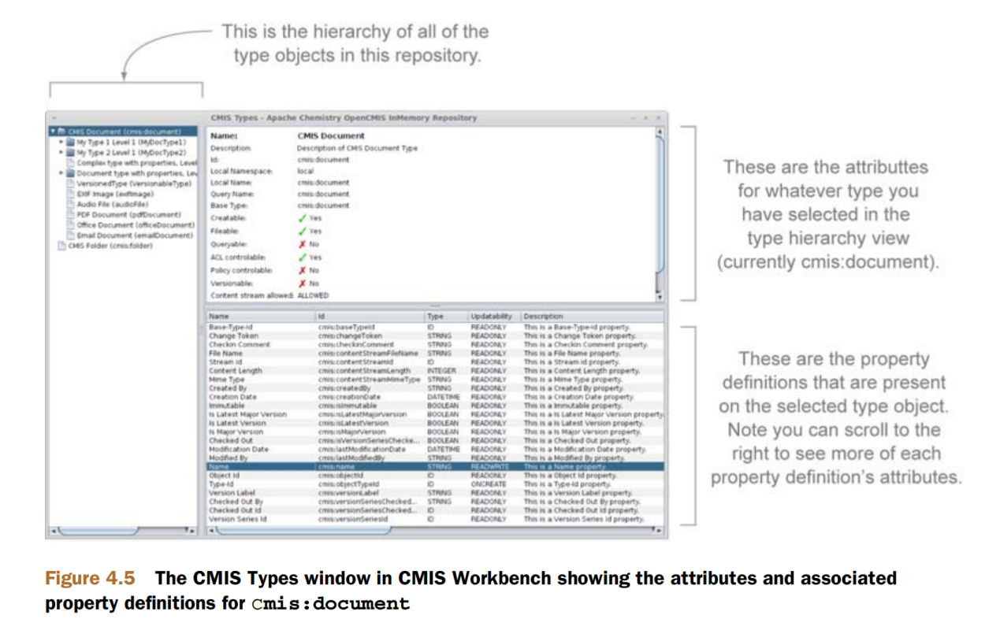 This is the hierarchy of all of the
type objects in this repository.
CMIS Types - Apache Chemistry OpenCMIS InMemory Repository
CMIS Document (cmis:document)
My Type 1 Level 1 (MyDocType1)
My Type 2 Level 1 (MyDocType2)
Complex type with properties, Level
Document type with properties, Lev
VersionedType (VersionableType)
EXIF Image (exifImage)
Audio File (audioFile)
PDF Document (pdfDocument)
Office Document (officeDocument)
Email Document (emailDocument)
CMIS Folder (cmis:folder)
Name: CMIS Document
Description: Description of CMIS Document Type
Id: cmis:document
Local Namespace: local
Local Name: cmis:document
Query Name: cmis:document
Base Type: cmis:document
Creatable: ✓ Yes
Fileable: ✓ Yes
Queryable: ✗ No
ACL controlable: ✓ Yes
Policy controlable: ✗ No
Versionable: ✗ No
Content stream allowed: ALLOWED
These are the attributtes
for whatever type you
have selected in the
type hierarchy view
(currently cmis:document).
Name Id Type Updatability Description
Base-Type-Id cmis:baseTypeId ID READONLY This is a Base-Type-Id property.
Change Token cmis:changeToken STRING READONLY This is a Change Token property.
Checkin Comment cmis:checkinComment STRING READONLY This is a Checkin Comment property.
File Name cmis:contentStreamFileName STRING READONLY This is a File Name property.
Stream Id cmis:contentStreamId ID READONLY This is a Stream Id property.
Content Length cmis:contentStreamLength INTEGER READONLY This is a Content Length property.
Mime Type cmis:contentStreamMimeType STRING READONLY This is a Mime Type property.
Created By cmis:createdBy STRING READONLY This is a Created By property.
Creation Date cmis:creationDate DATETIME READONLY This is a Creation Date property.
Immutable cmis:isImmutable BOOLEAN READONLY This is a Immutable property.
Is Latest Major Version cmis:isLatestMajorVersion BOOLEAN READONLY This is a Is Latest Major Version property.
Is Latest Version cmis:isLatestVersion BOOLEAN READONLY This is a Is Latest Version property.
Is Major Version cmis:isMajorVersion BOOLEAN READONLY This is a Is Major Version property.
Checked Out cmis:isVersionSeriesChecke... BOOLEAN READONLY This is a Checked Out property.
Modification Date cmis:lastModificationDate DATETIME READONLY This is a Modification Date property.
Modified By cmis:lastModifiedBy STRING READONLY This is a Modified By property.
Name cmis:name STRING READWRITE This is a Name property.
Object Id cmis:objectId ID READONLY This is a Object Id property.
Type-Id cmis:objectTypeId ID ONCREATE This is a Type-Id property.
Version Label cmis:versionLabel STRING READONLY This is a Version Label property.
Checked Out By cmis:versionSeriesChecked... STRING READONLY This is a Checked Out By property.
Checked Out Id cmis:versionSeriesChecked... ID READONLY This is a Checked Out Id property.
Version Series Id cmis:versionSeriesId ID READONLY This is a Version Series Id property.
These are the property
definitions that are present
on the selected type object.
Note you can scroll to the
right to see more of each
property definition's attributes.
Figure 4.5 The CMIS Types window in CMIS Workbench showing the attributes and associated
property definitions for cmis:document